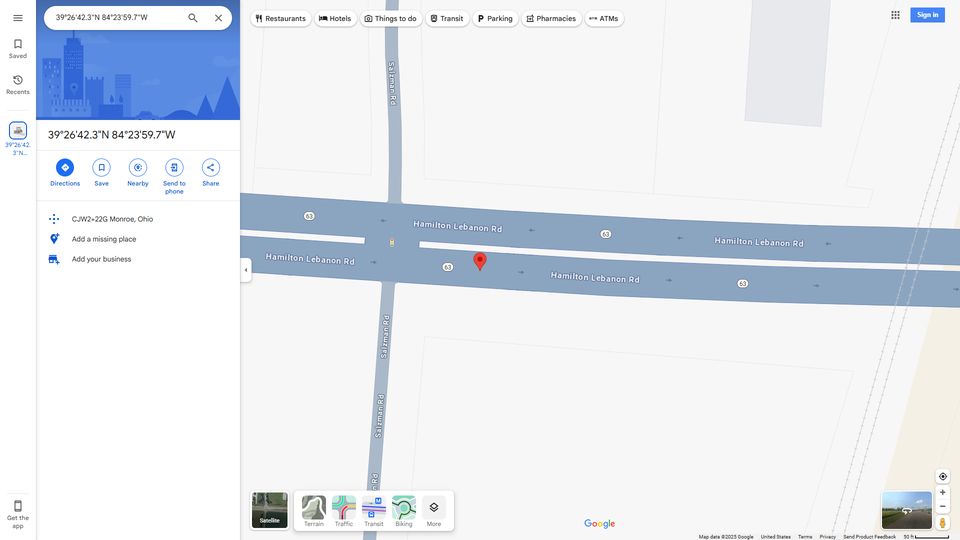 39°26'42.3"N 84°23'59.7"W
Restaurants
Hotels
Things to do
Transit
Parking
Pharmacies
ATMs
Sign in
Saved
Recents
39°26'42.
3"N...
Get the
app
39°26'42.3"N 84°23'59.7"W
Directions
Save
Nearby
Send to
phone
Share
CJW2+22G Monroe, Ohio
Add a missing place
Add your business
Salzman Rd
63
Hamilton Lebanon Rd
63
Hamilton Lebanon Rd
Hamilton Lebanon Rd
63
Hamilton Lebanon Rd
63
Salzman Rd
Salzman Rd
n Rd
Satellite
Terrain
Traffic
Transit
Biking
More
Google
Map data ©2025 Google
United States
Terms
Privacy
Send Product Feedback
50 ft